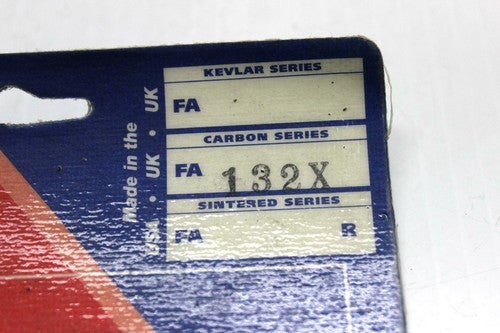 KEVLAR SERIES
FA
CARBON SERIES
FA 132X
SINTERED SERIES
FA R
Made in the
USA • UK • UK